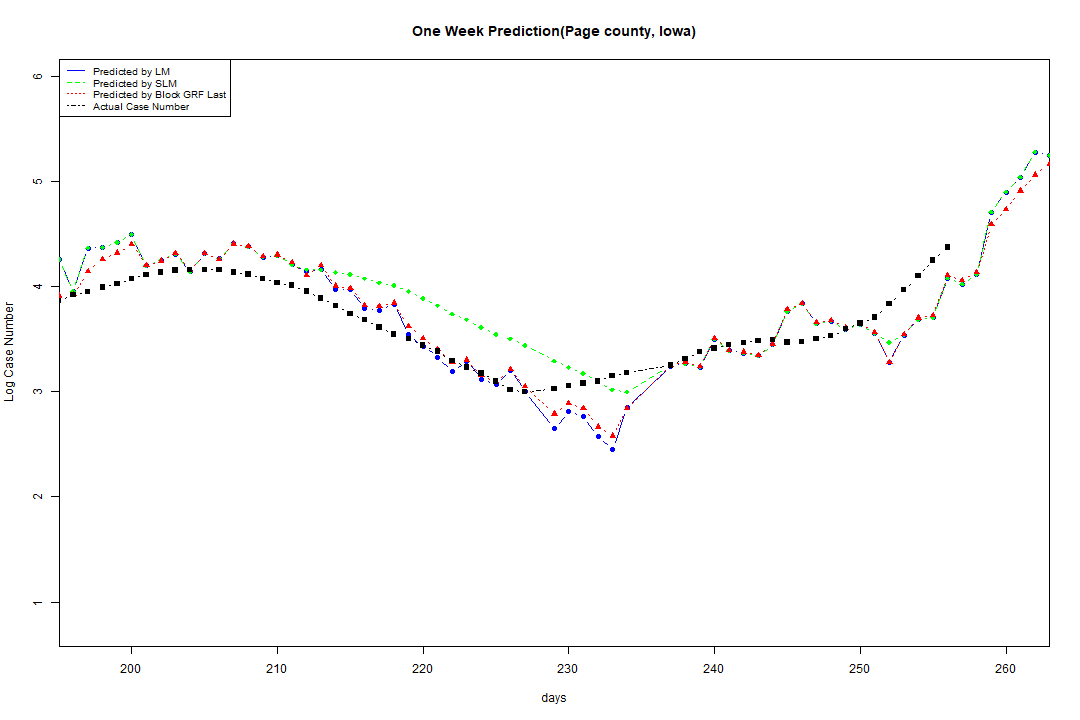 One Week Prediction(Page county, Iowa)
Predicted by LM
Predicted by SLM
Predicted by Block GRF Last
Actual Case Number
6
5
4
3
2
1
Log Case Number
200 210 220 230 240 250 260
days